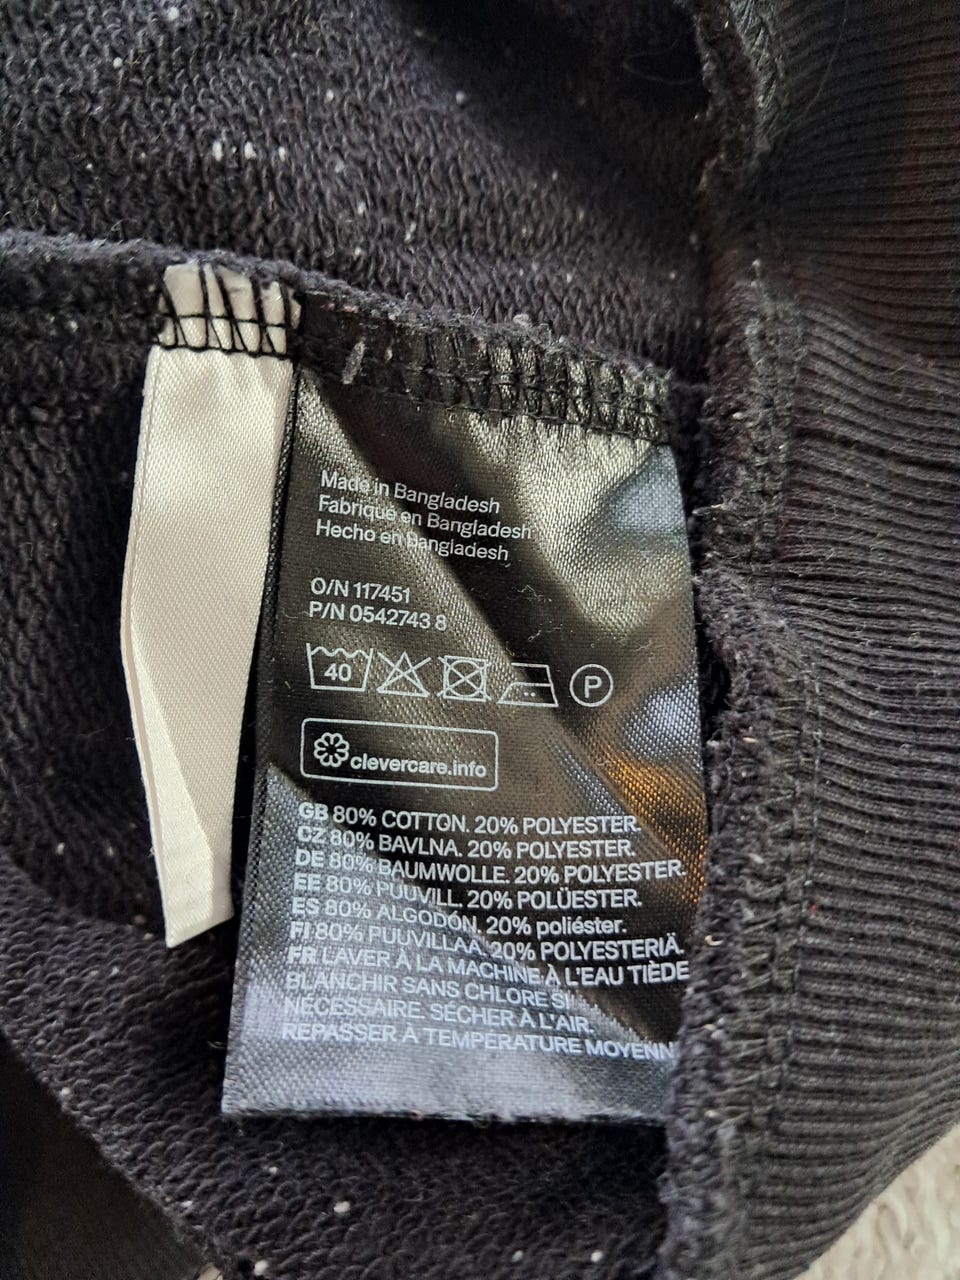 Made in Bangladesh
Fabriqué en Bangladesh
Hecho en Bangladesh
O/N 117451
P/N 0542743 8
40
P
clevercare.info
GB 80% COTTON. 20% POLYESTER.
CZ 80% BAVLNA. 20% POLYESTER.
DE 80% BAUMWOLLE. 20% POLYESTER.
EE 80% PUUVILL. 20% POLÜESTER.
ES 80% ALGODÓN. 20% poliéster.
FI 80% PUUVILLAA. 20% POLYESTERIÄ.
FR LAVER À LA MACHINE À L'EAU TIÈDE
BLANCHIR SANS CHLORE SI
NÉCESSAIRE. SÉCHER À L'AIR.
REPASSER À TEMPÉRATURE MOYENN